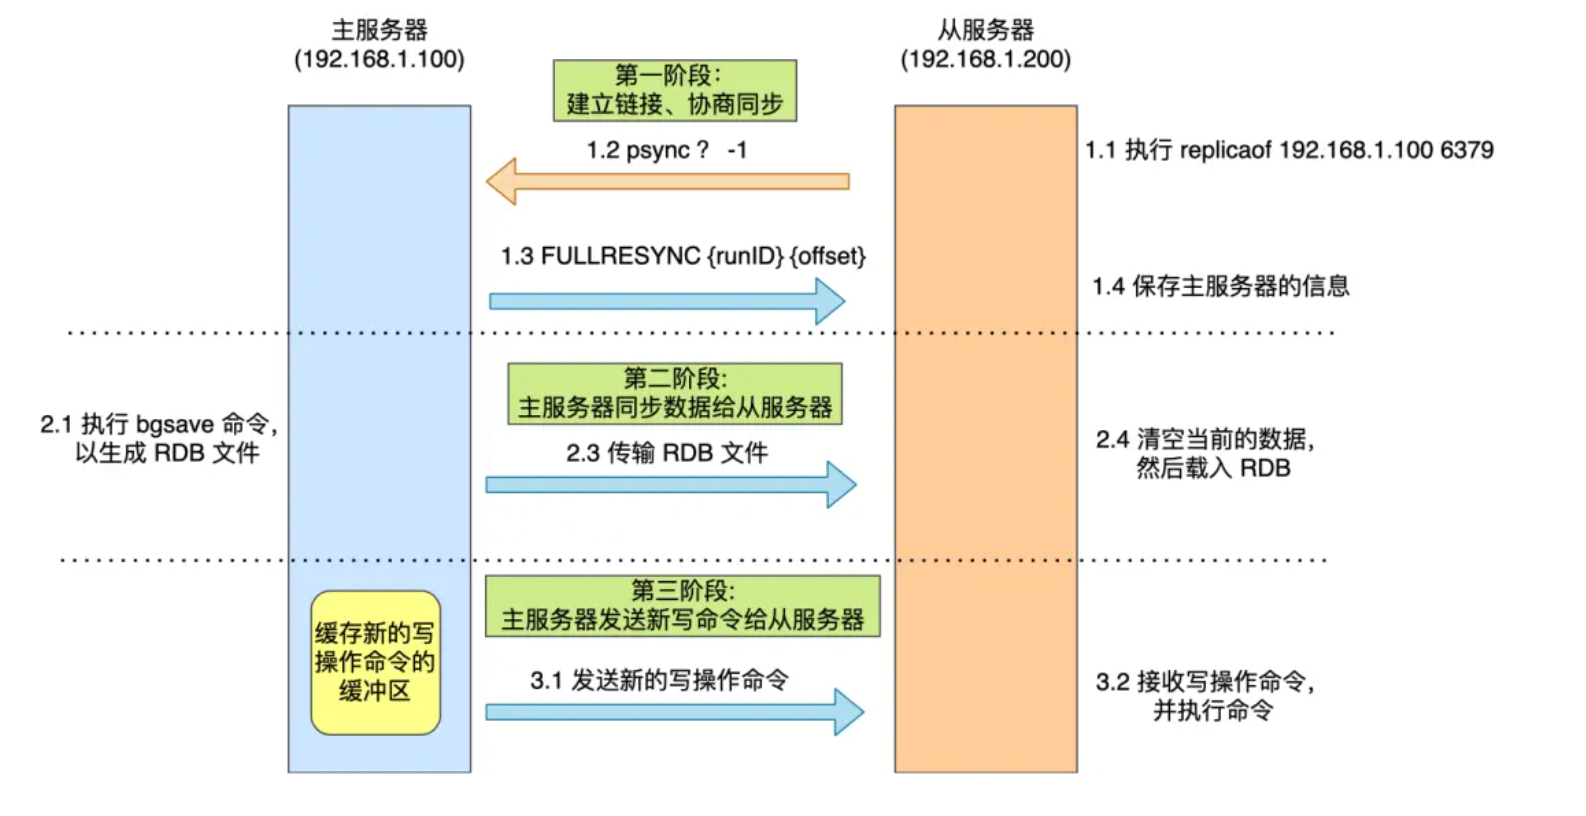 主服务器
(192.168.1.100)
从服务器
(192.168.1.200)
第一阶段：
建立链接、协商同步
1.1 执行 replicaof 192.168.1.100 6379
1.2 psync？ -1
1.3 FULLRESYNC {runID} {offset}
1.4 保存主服务器的信息
第二阶段:
主服务器同步数据给从服务器
2.1 执行 bgsave 命令，
以生成 RDB 文件
2.3 传输 RDB 文件
2.4 清空当前的数据，
然后载入 RDB
第三阶段:
主服务器发送新写命令给从服务器
缓存新的写
操作命令的
缓冲区
3.1 发送新的写操作命令
3.2 接收写操作命令，
并执行命令